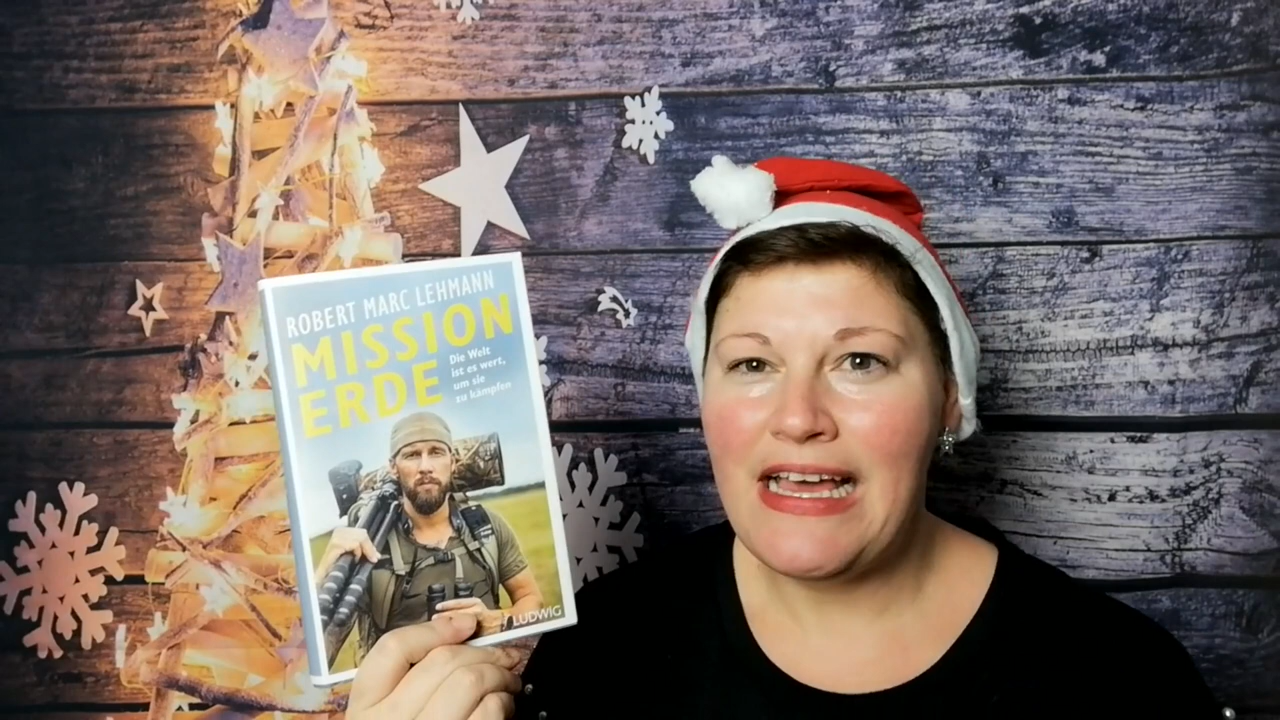 ROBERT MARC LEHMANN
MISSION
ERDE
Die Welt
ist es wert,
um sie
zu kämpfen
LUDWIG